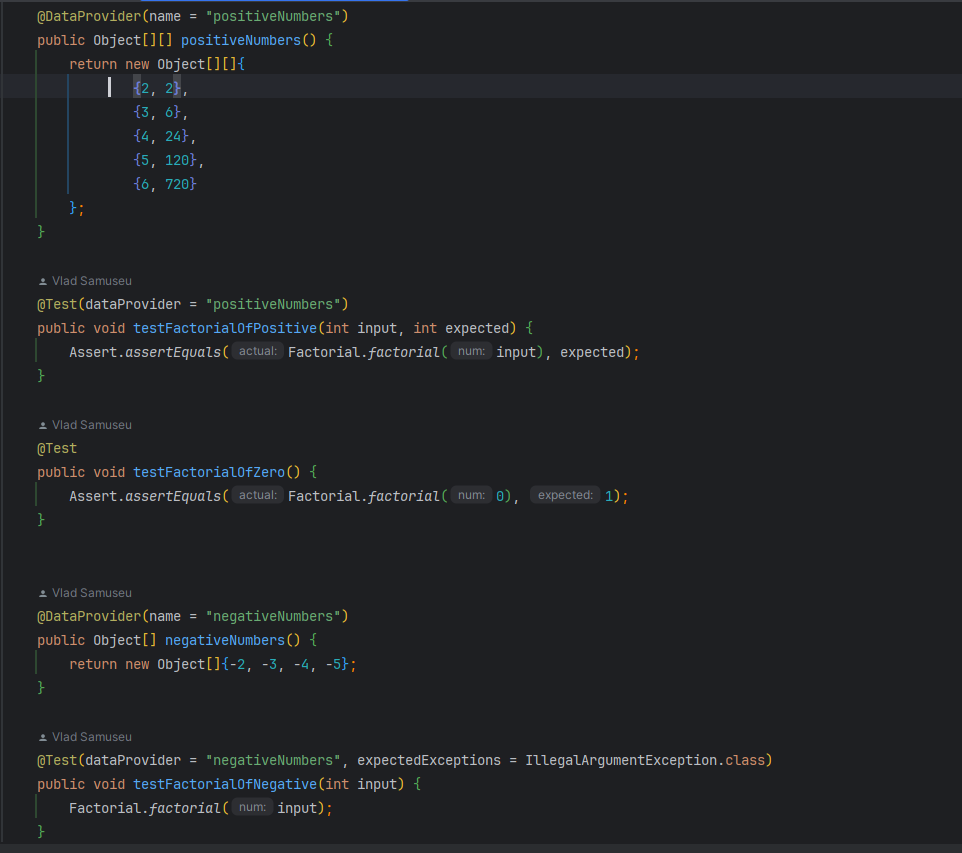 @DataProvider(name = "positiveNumbers")
public Object[][] positiveNumbers() {
return new Object[][]{
{2, 2},
{3, 6},
{4, 24},
{5, 120},
{6, 720}
};
}
Vlad Samuseu
@Test(dataProvider = "positiveNumbers")
public void testFactorialOfPositive(int input, int expected) {
Assert.assertEquals( actual: Factorial.factorial( num: input), expected);
}
Vlad Samuseu
@Test
public void testFactorialOfZero() {
Assert.assertEquals( actual: Factorial.factorial( num: 0), expected: 1);
}
Vlad Samuseu
@DataProvider(name = "negativeNumbers")
public Object[] negativeNumbers() {
return new Object[]{-2, -3, -4, -5};
}
Vlad Samuseu
@Test(dataProvider = "negativeNumbers", expectedExceptions = IllegalArgumentException.class)
public void testFactorialOfNegative(int input) {
Factorial.factorial( num: input);
}